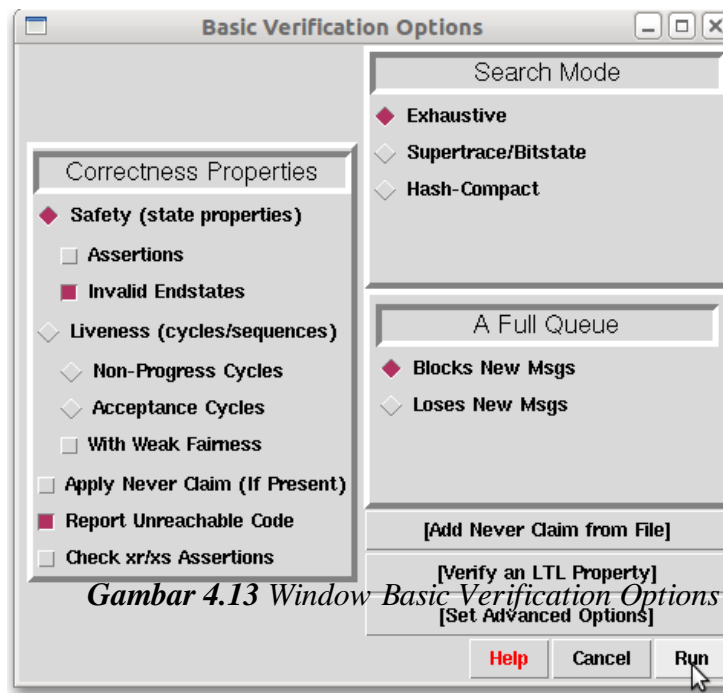 Basic Verification Options
Correctness Properties
Safety (state properties)
Assertions
Invalid Endstates
Liveness (cycles/sequences)
Non-Progress Cycles
Acceptance Cycles
With Weak Fairness
Apply Never Claim (If Present)
Report Unreachable Code
Check xr/xs Assertions
Search Mode
Exhaustive
Supertrace/Bitstate
Hash-Compact
A Full Queue
Blocks New Msgs
Loses New Msgs
[Add Never Claim from File]
[Verify an LTL Property]
[Set Advanced Options]
Help Cancel Run
Gambar 4.13 Window Basic Verification Options